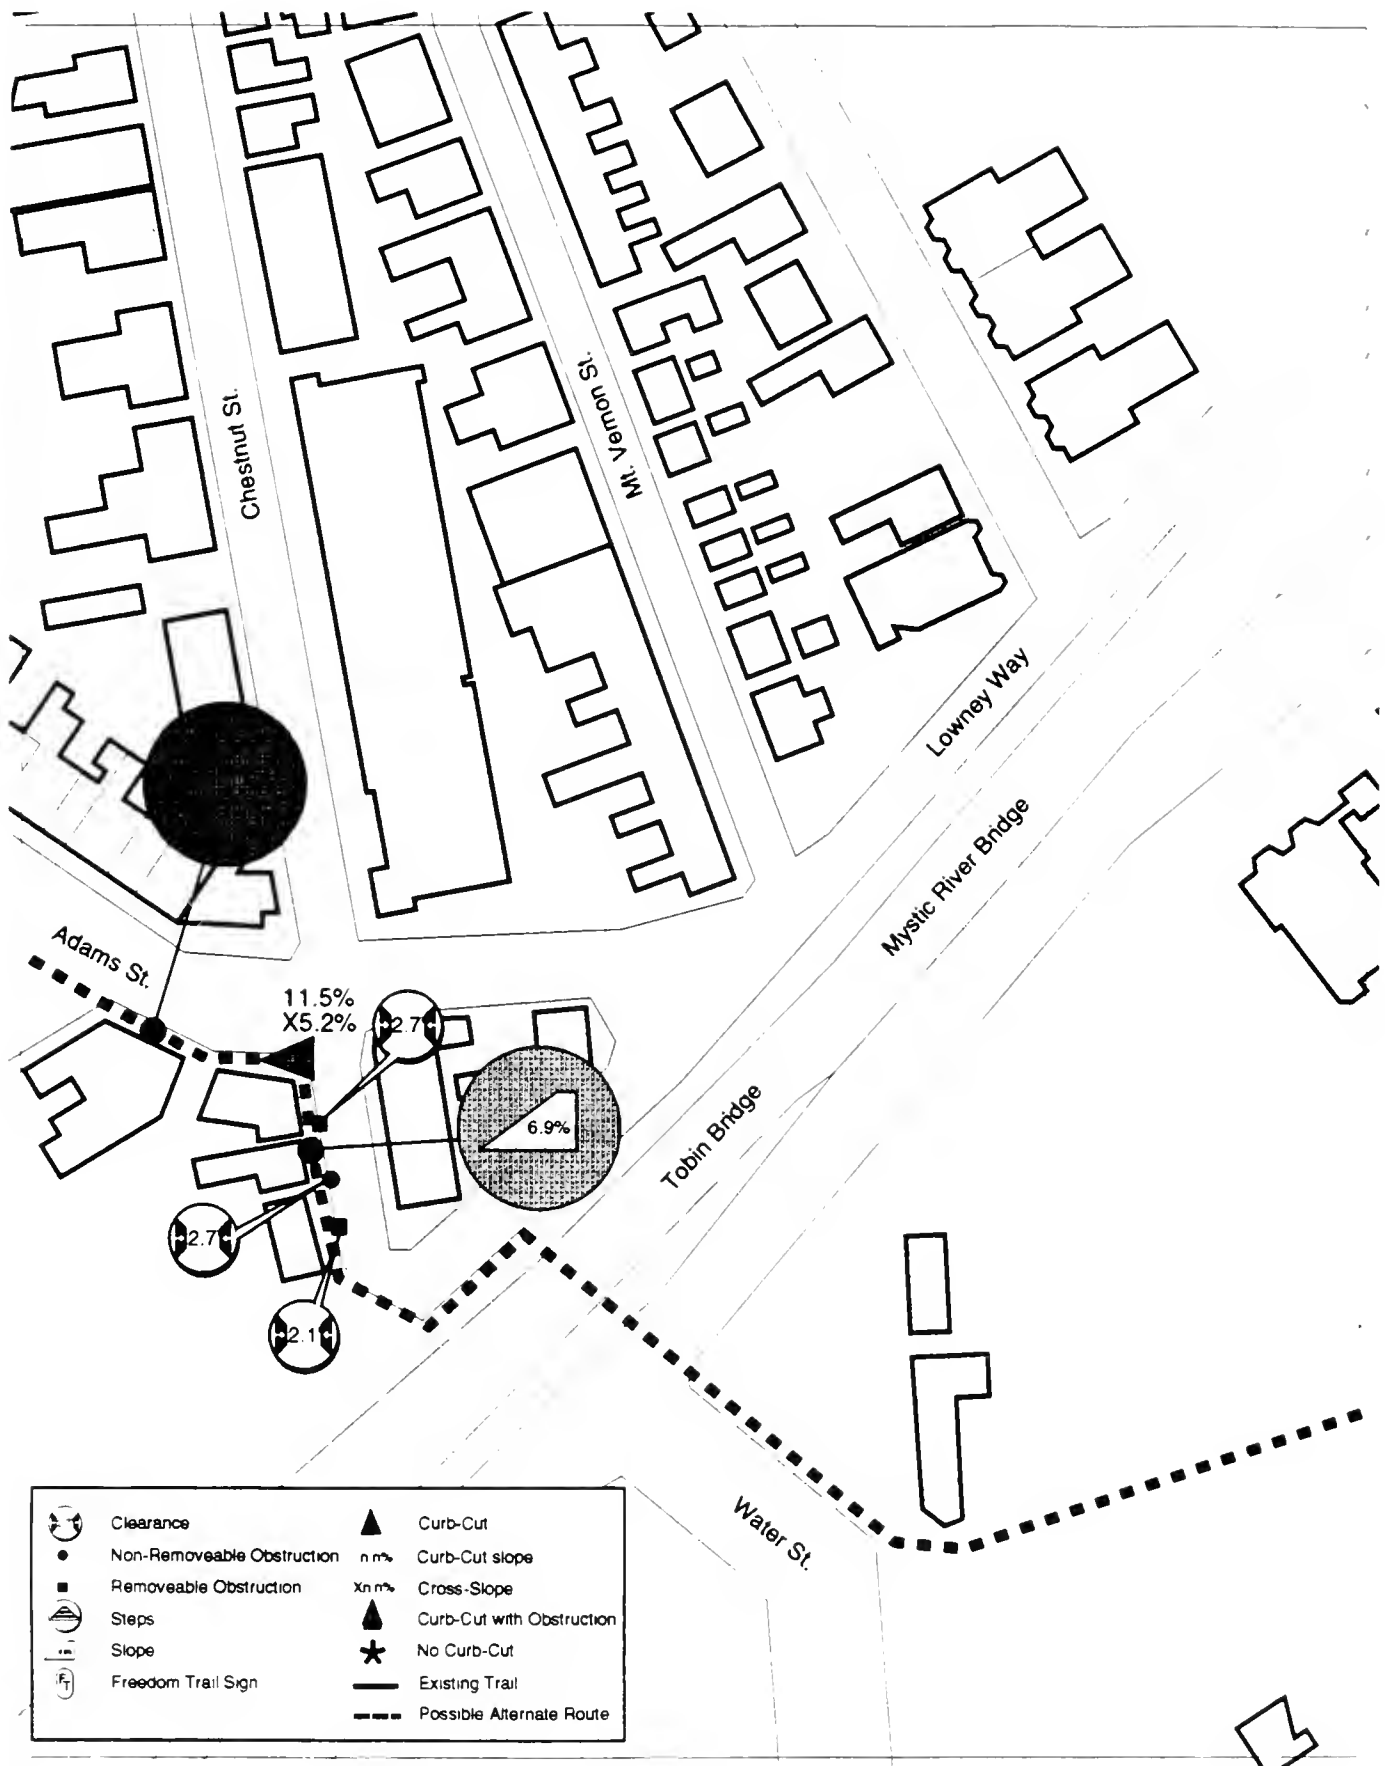 Chestnut St.
Mt. Vernon St.
Lowney Way
Mystic River Bridge
Adams St.
11.5%
X5.2%
2.7'
6.9%
Tobin Bridge
2.7'
2.1'
Water St.
Clearance
Non-Removeable Obstruction
Removeable Obstruction
Steps
Slope
FT
Freedom Trail Sign
Curb-Cut
n n%
Curb-Cut slope
Xn n%
Cross-Slope
Curb-Cut with Obstruction
No Curb-Cut
Existing Trail
Possible Alternate Route